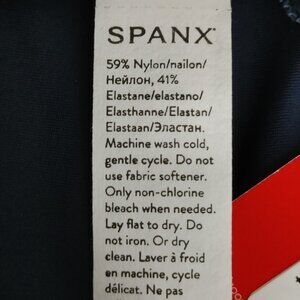 SPANX®
59% Nylon/nailon/
Нейлон, 41%
Elastane/elastano/
Elasthanne/Elastan/
Elastaan/Эластан.
Machine wash cold,
gentle cycle. Do not
use fabric softener.
Only non-chlorine
bleach when needed.
Lay flat to dry. Do
not iron. Or dry
clean. Laver à froid
en machine, cycle
délicat. Ne pas